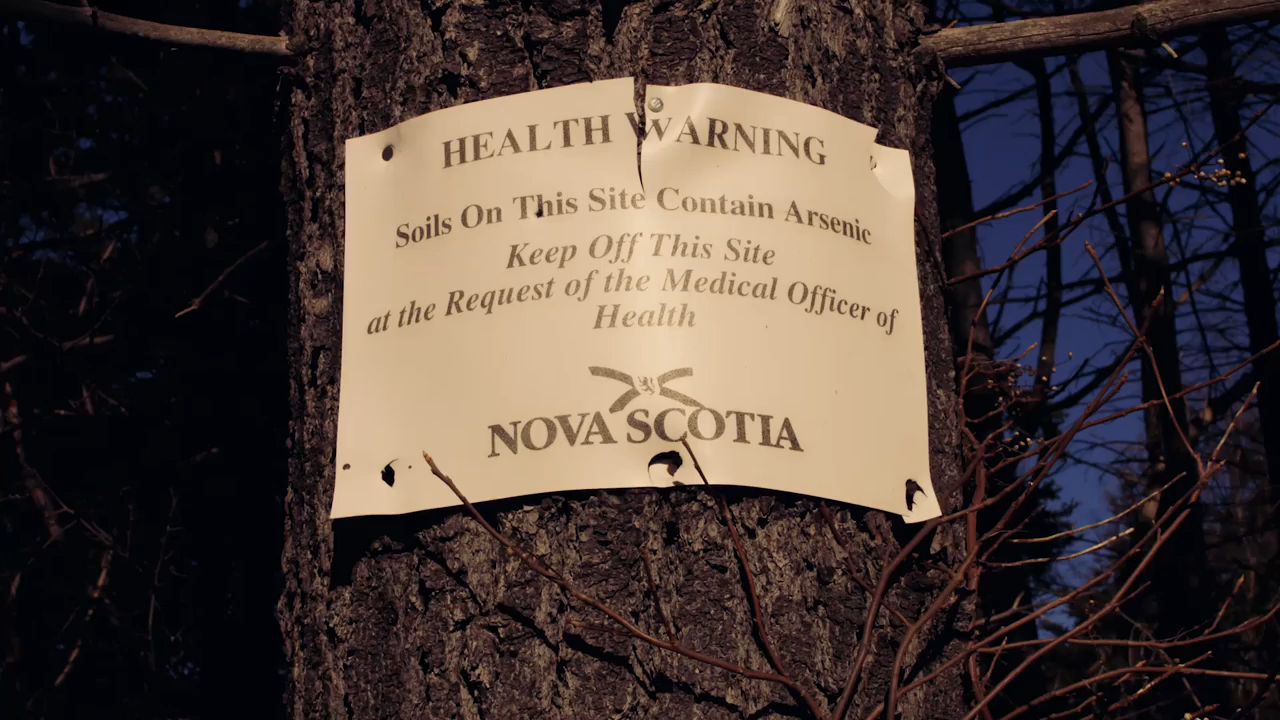 HEALTH WARNING
Soils On This Site Contain Arsenic
Keep Off This Site
at the Request of the Medical Officer of
Health
NOVA SCOTIA